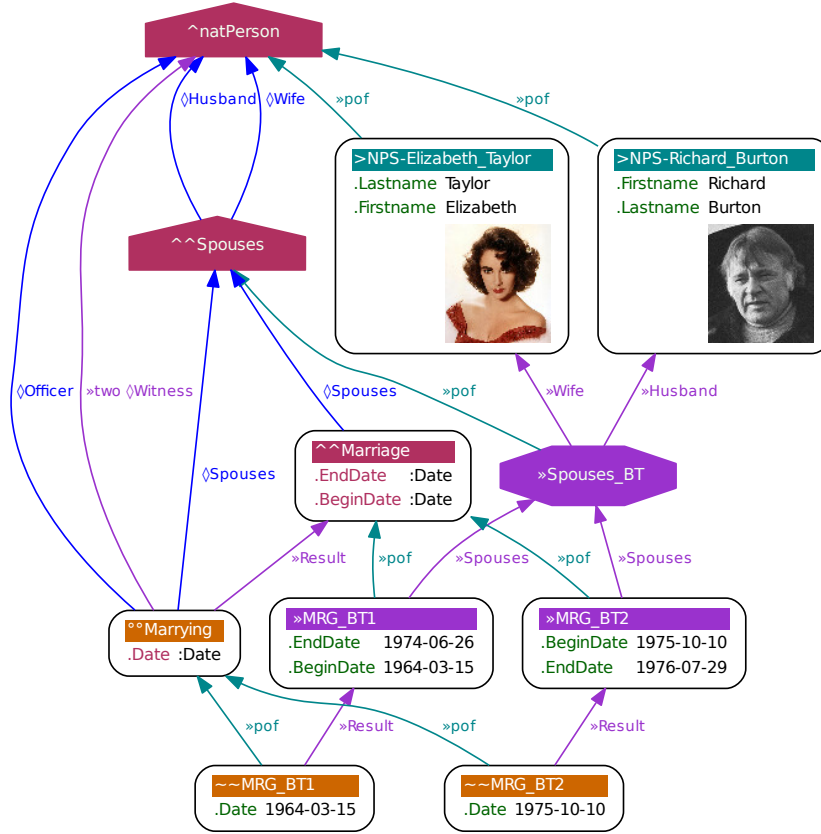 ^natPerson
◊Husband
◊Wife
»pof
»pof
>NPS-Elizabeth_Taylor
.Lastname Taylor
.Firstname Elizabeth
>NPS-Richard_Burton
.Firstname Richard
.Lastname Burton
^^Spouses
◊Officer
»two ◊Witness
◊Spouses
»pof
»Wife
»Husband
^^Marriage
.EndDate :Date
.BeginDate :Date
◊Spouses
»Spouses_BT
»Result
»pof
»Spouses
»pof
»Spouses
°°Marrying
.Date :Date
»MRG_BT1
.EndDate 1974-06-26
.BeginDate 1964-03-15
»MRG_BT2
.BeginDate 1975-10-10
.EndDate 1976-07-29
»pof
»Result
»pof
»Result
~~MRG_BT1
.Date 1964-03-15
~~MRG_BT2
.Date 1975-10-10